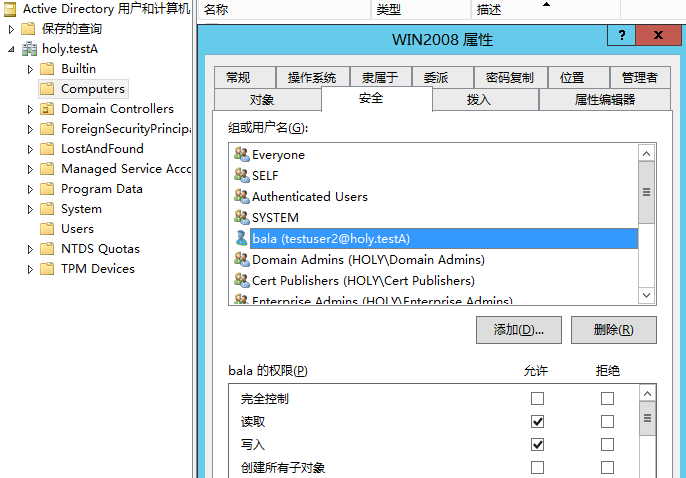 Active Directory 用户和计算机
保存的查询
holy.testA
Builtin
Computers
Domain Controllers
ForeignSecurityPrincipa
LostAndFound
Managed Service Acco
Program Data
System
Users
NTDS Quotas
TPM Devices
名称 类型 描述
WIN2008 属性
? x
常规 操作系统 隶属于 委派 密码复制 位置 管理者
对象 安全 拨入 属性编辑器
组或用户名(G):
Everyone
SELF
Authenticated Users
SYSTEM
bala (testuser2@holy.testA)
Domain Admins (HOLY\Domain Admins)
Cert Publishers (HOLY\Cert Publishers)
Enterprise Admins (HOLY\Enterprise Admins)
添加(D)... 删除(R)
bala 的权限(P) 允许 拒绝
完全控制
读取
写入
创建所有子对象